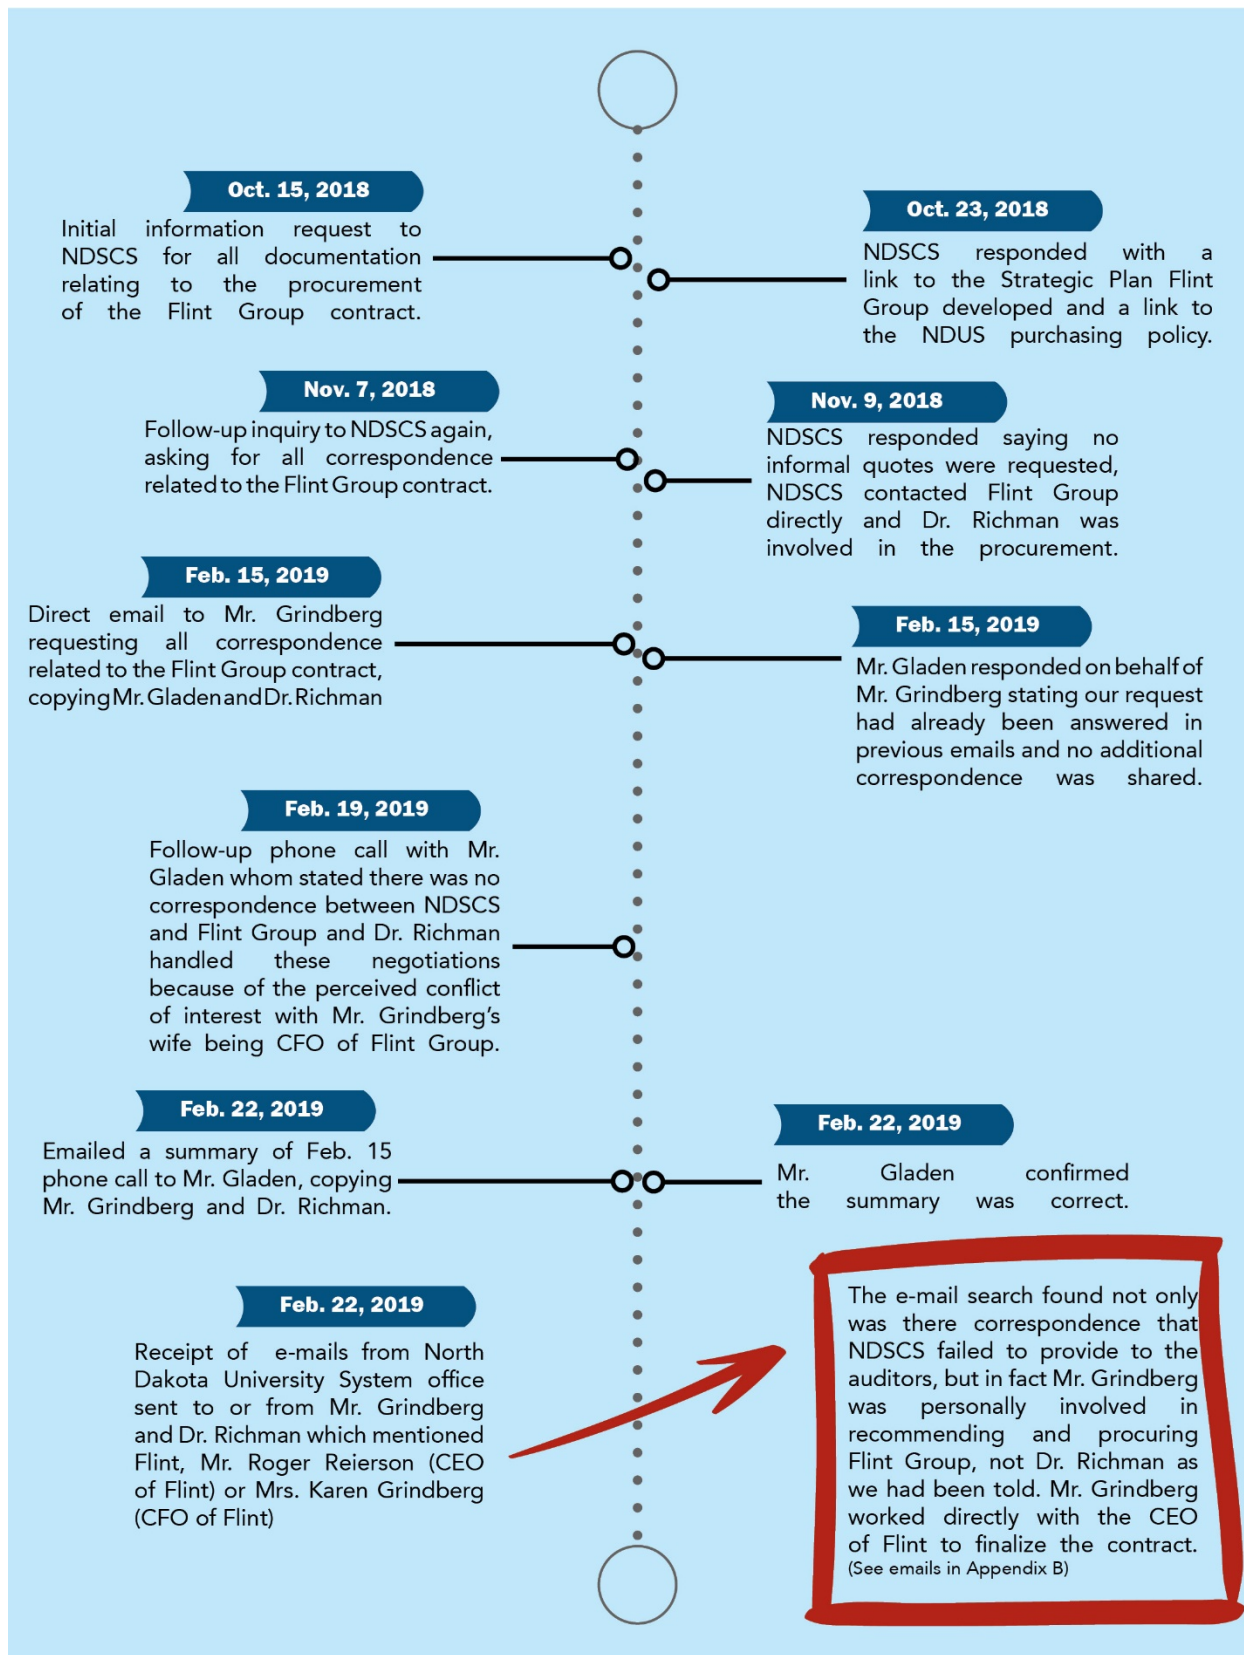 Oct. 15, 2018
Initial information request to
NDSCS for all documentation
relating to the procurement
of the Flint Group contract.
Oct. 23, 2018
NDSCS responded with a
link to the Strategic Plan Flint
Group developed and a link to
the NDUS purchasing policy.
Nov. 7, 2018
Follow-up inquiry to NDSCS again,
asking for all correspondence
related to the Flint Group contract.
Nov. 9, 2018
NDSCS responded saying no
informal quotes were requested,
NDSCS contacted Flint Group
directly and Dr. Richman was
involved in the procurement.
Feb. 15, 2019
Direct email to Mr. Grindberg
requesting all correspondence
related to the Flint Group contract,
copying Mr. Gladen and Dr. Richman
Feb. 15, 2019
Mr. Gladen responded on behalf of
Mr. Grindberg stating our request
had already been answered in
previous emails and no additional
correspondence was shared.
Feb. 19, 2019
Follow-up phone call with Mr.
Gladen whom stated there was no
correspondence between NDSCS
and Flint Group and Dr. Richman
handled these negotiations
because of the perceived conflict
of interest with Mr. Grindberg's
wife being CFO of Flint Group.
Feb. 22, 2019
Emailed a summary of Feb. 15
phone call to Mr. Gladen, copying
Mr. Grindberg and Dr. Richman.
Feb. 22, 2019
Mr. Gladen confirmed
the summary was correct.
Feb. 22, 2019
Receipt of e-mails from North
Dakota University System office
sent to or from Mr. Grindberg
and Dr. Richman which mentioned
Flint, Mr. Roger Reierson (CEO
of Flint) or Mrs. Karen Grindberg
(CFO of Flint)
The e-mail search found not only
was there correspondence that
NDSCS failed to provide to the
auditors, but in fact Mr. Grindberg
was personally involved in
recommending and procuring
Flint Group, not Dr. Richman as
we had been told. Mr. Grindberg
worked directly with the CEO
of Flint to finalize the contract.
(See emails in Appendix B)